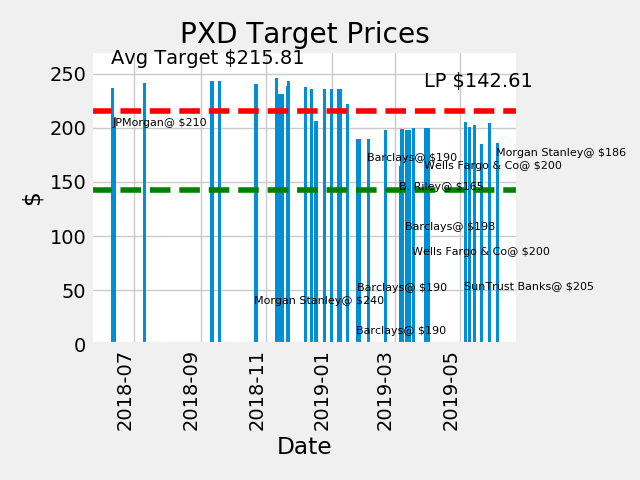 PXD Target Prices
Avg Target $215.81
LP $142.61
250
200
150
100
50
0
$
JPMorgan@ $210
Barclays@ $190
Morgan Stanley@ $186
Wells Fargo & Co@ $200
B. Riley@ $165
Barclays@ $198
Wells Fargo & Co@ $200
Barclays@ $190
SunTrust Banks@ $205
Morgan Stanley@ $240
Barclays@ $190
2018-07
2018-09
2018-11
2019-01
2019-03
2019-05
Date